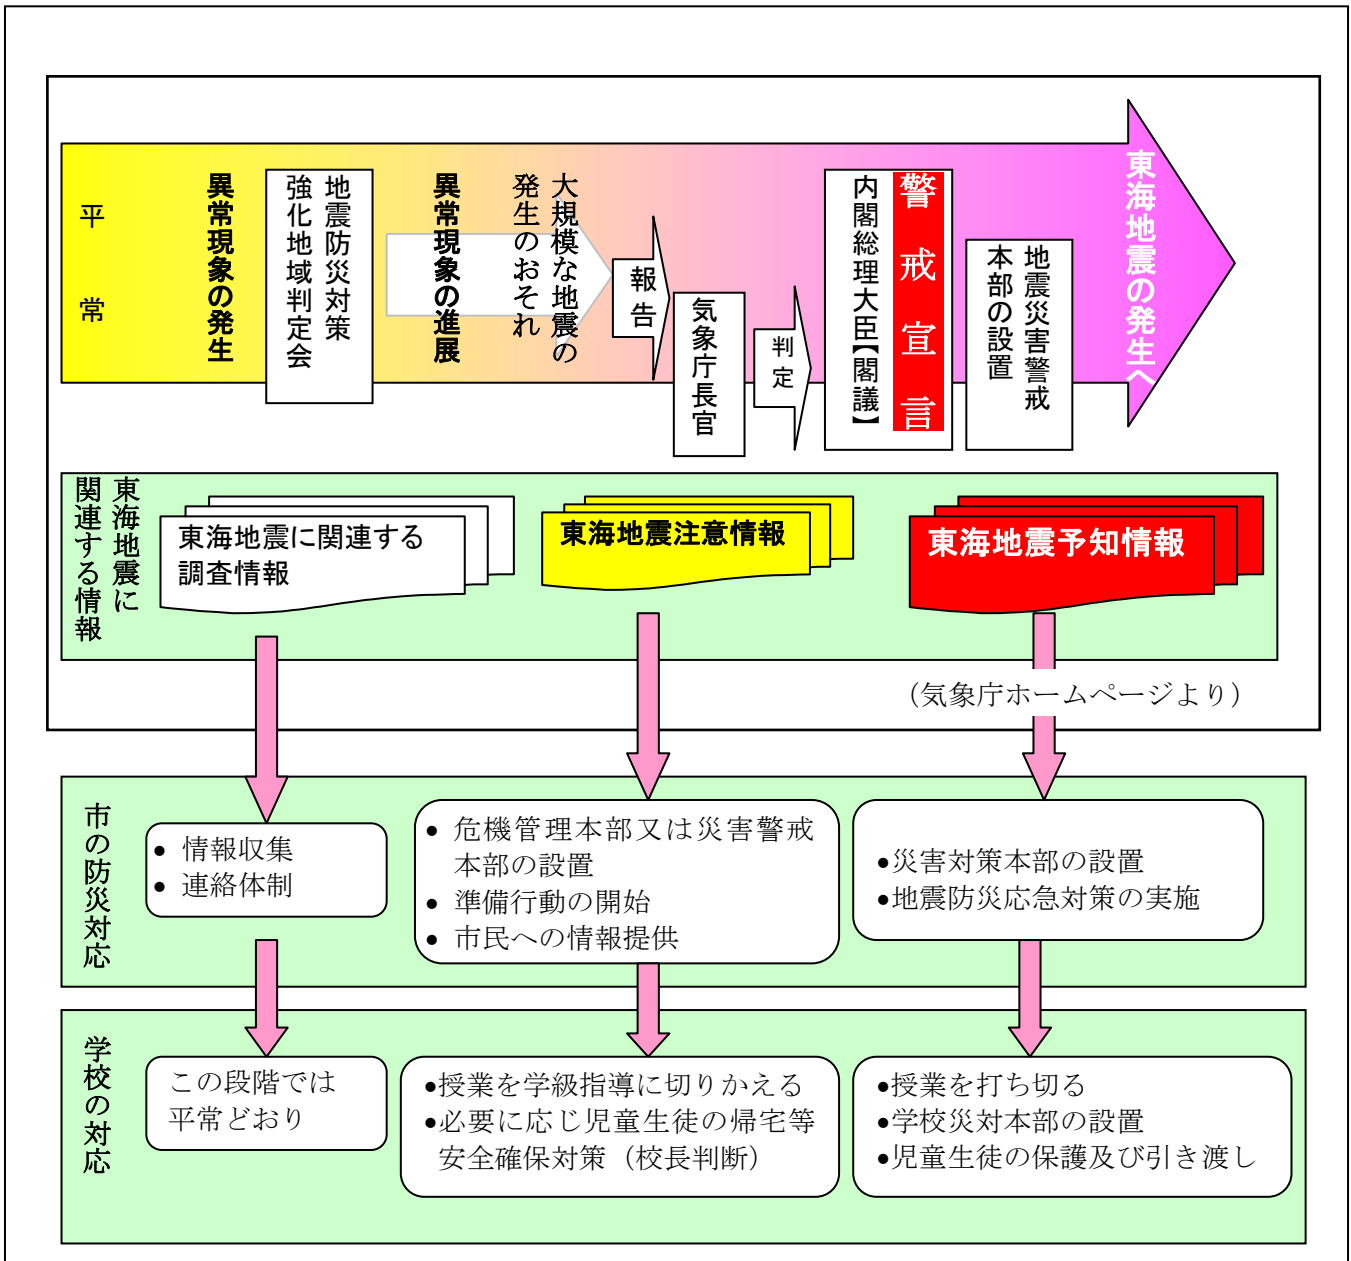 平常
異常現象の発生
地震防災対策
強化地域判定会
異常現象の進展
大規模な地震の
発生のおそれ
報告
気象庁長官
判定
内閣総理大臣【閣議】
警戒宣言
地震災害警戒
本部の設置
東海地震の発生へ
東海地震に
関連する情報
東海地震に関連する
調査情報
東海地震注意情報
東海地震予知情報
（気象庁ホームページより）
市の防災対応
● 情報収集
● 連絡体制
● 危機管理本部又は災害警戒
本部の設置
● 準備行動の開始
● 市民への情報提供
●災害対策本部の設置
●地震防災応急対策の実施
学校の対応
この段階では
平常どおり
●授業を学級指導に切りかえる
●必要に応じ児童生徒の帰宅等
安全確保対策（校長判断）
●授業を打ち切る
●学校災対本部の設置
●児童生徒の保護及び引き渡し